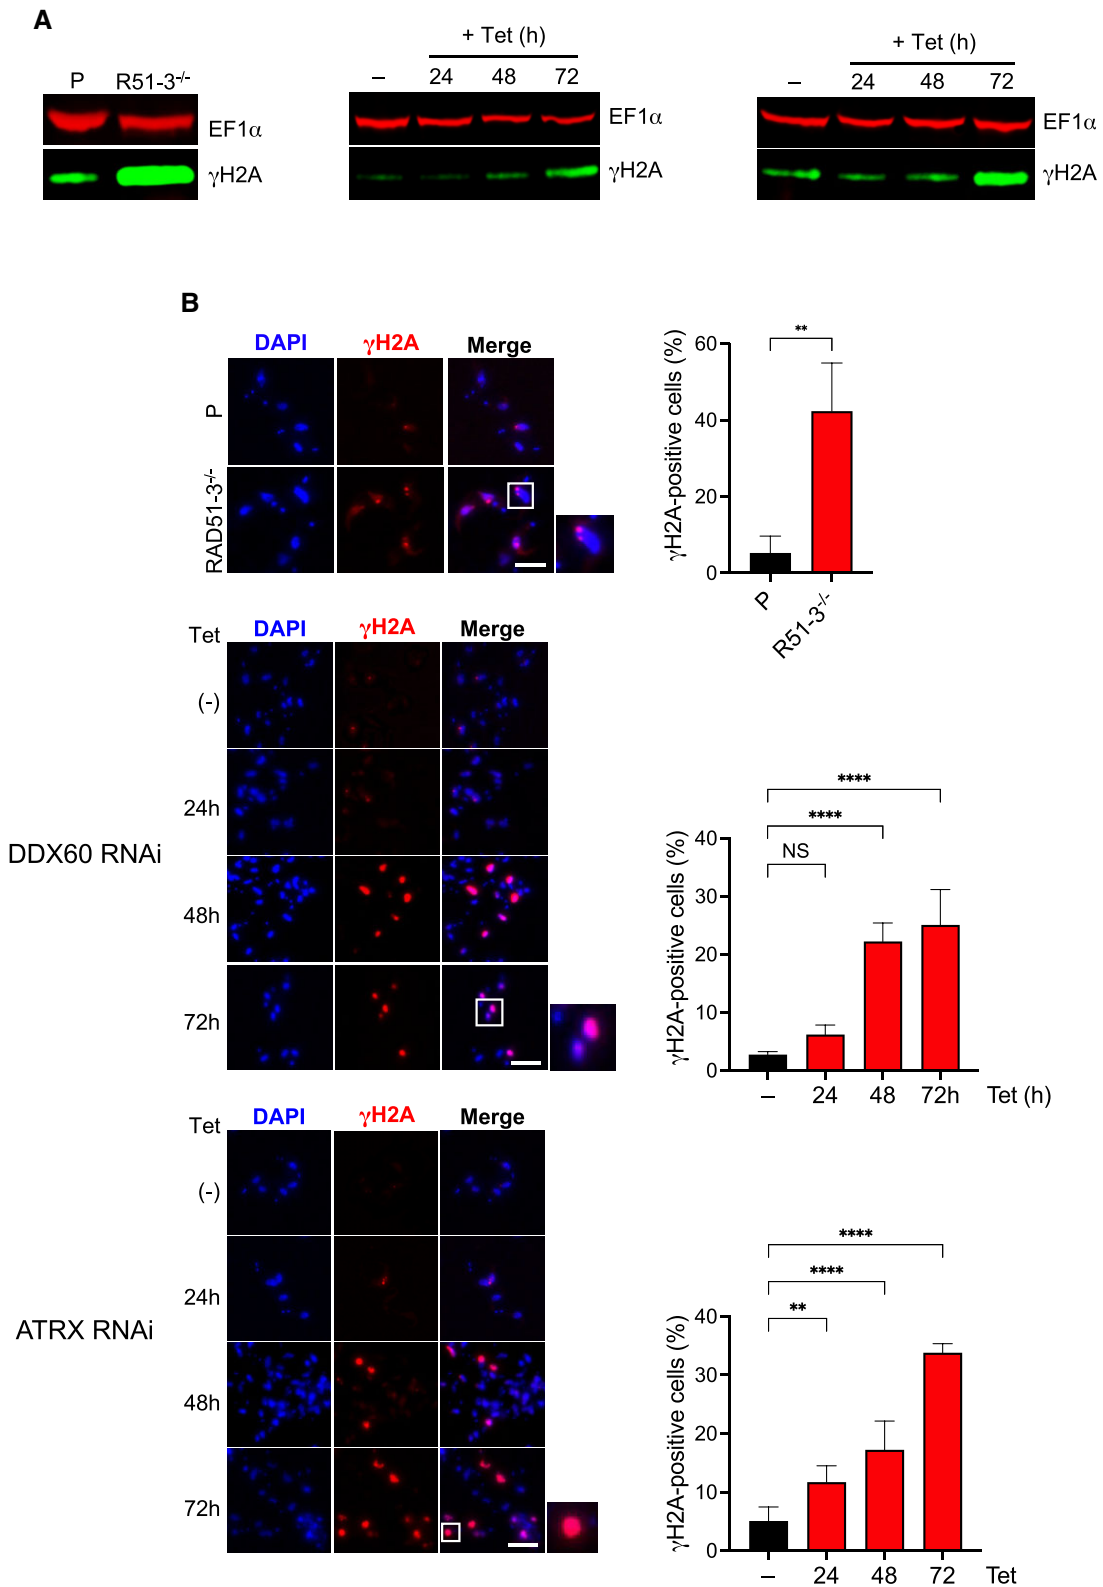 A
P R51-3-/-
EF1α
γH2A
+ Tet (h)
– 24 48 72
EF1α
γH2A
+ Tet (h)
– 24 48 72
EF1α
γH2A
B
DAPI γH2A Merge
P
RAD51-3-/-
γH2A-positive cells (%)
60
40
20
0
**
P
R51-3-/-
DDX60 RNAi
Tet DAPI γH2A Merge
(-)
24h
48h
72h
γH2A-positive cells (%)
40
30
20
10
0
****
****
NS
– 24 48 72h Tet (h)
ATRX RNAi
Tet DAPI γH2A Merge
(-)
24h
48h
72h
γH2A-positive cells (%)
40
30
20
10
0
****
****
**
– 24 48 72 Tet